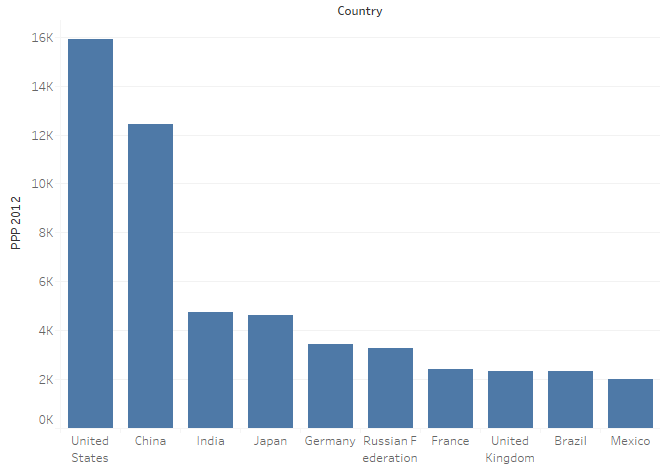 Country
PPP 2012
16K
14K
12K
10K
8K
6K
4K
2K
0K
United
States
China
India
Japan
Germany
Russian F
ederation
France
United
Kingdom
Brazil
Mexico